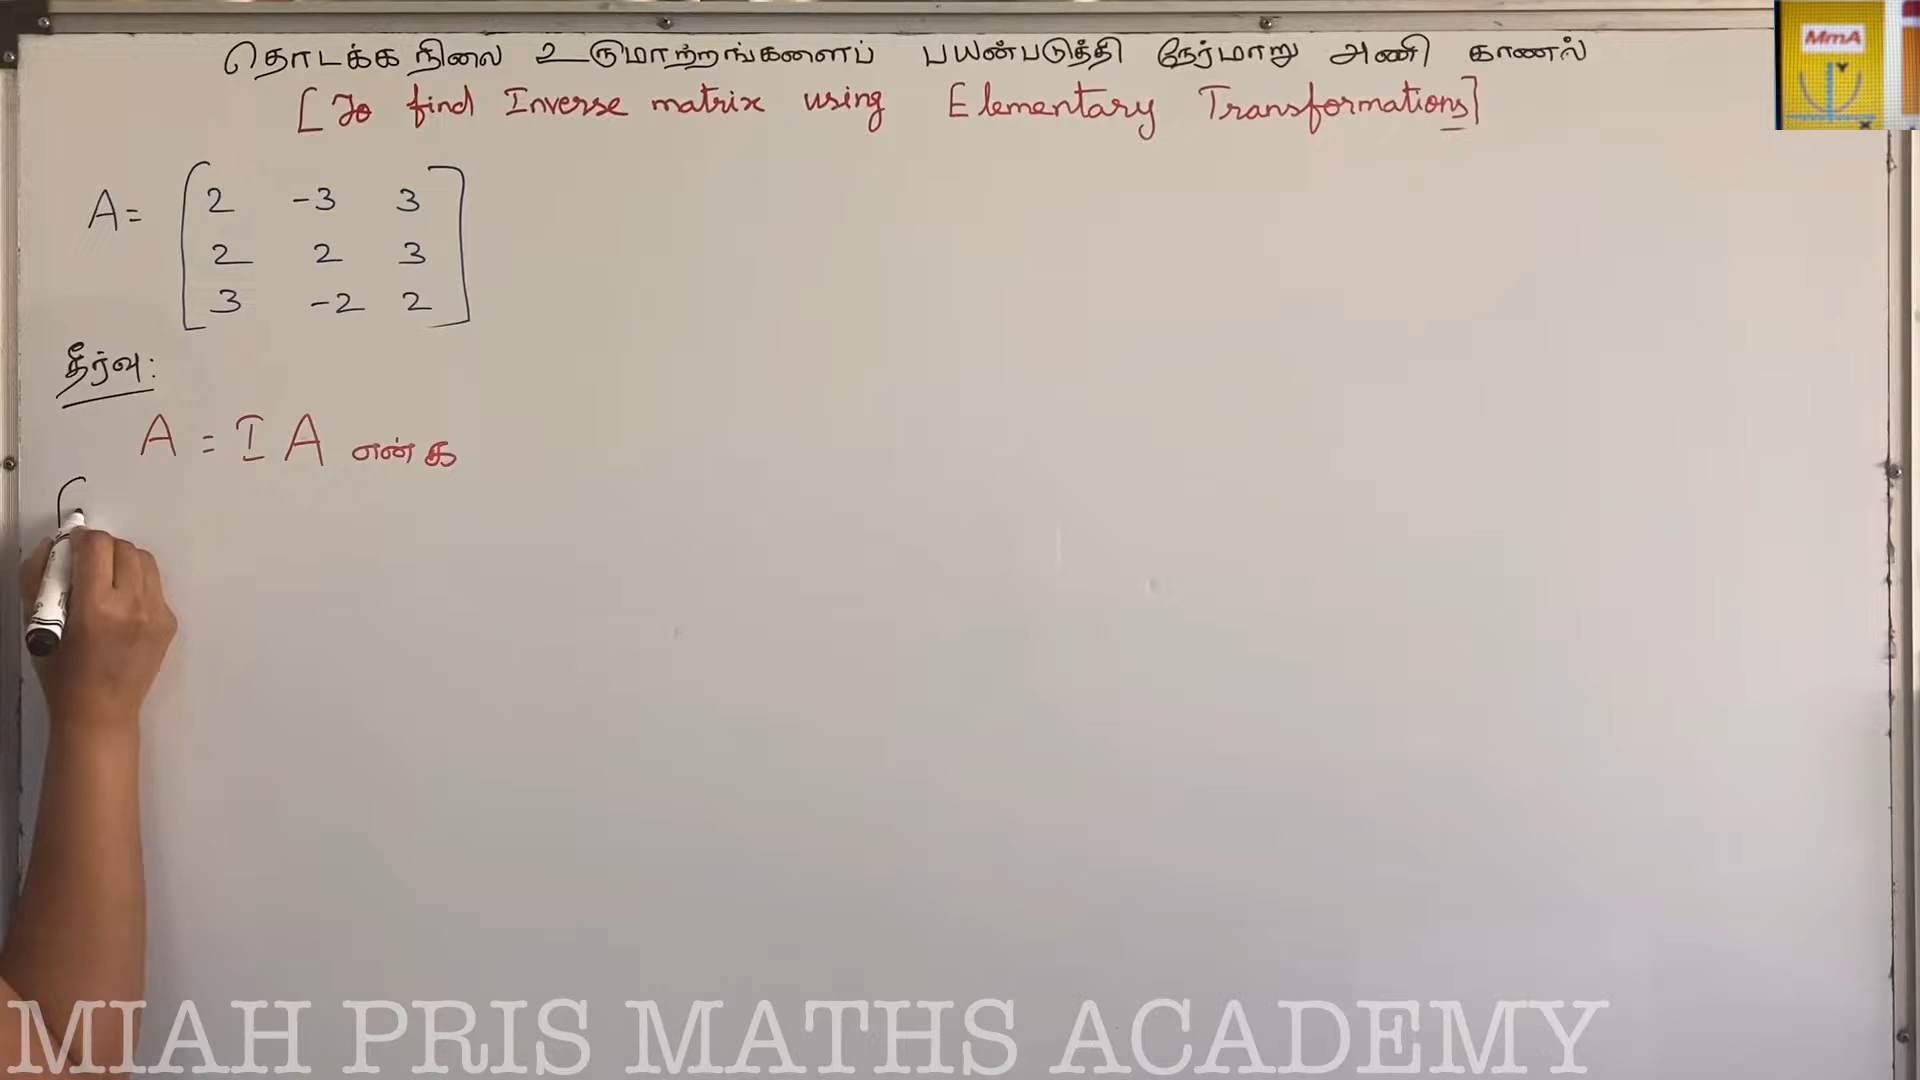 தொடக்க நிலை உருமாற்றங்களைப் பயன்படுத்தி நேர்மாறு அணி காணல்
[To find Inverse matrix using Elementary Transformations]
MmA
Y
X
A = [2 -3 3
2 2 3
3 -2 2]
தீர்வு:
A = I A என்க
MIAH PRIS MATHS ACADEMY